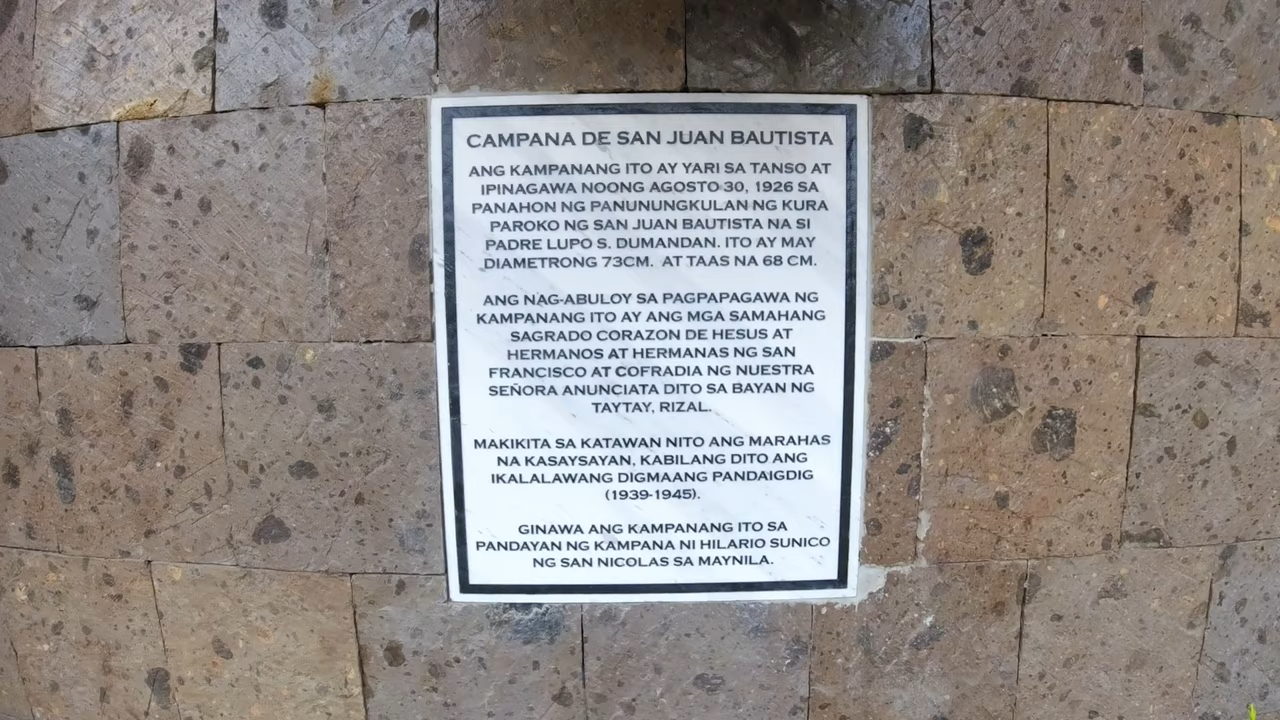 CAMPANA DE SAN JUAN BAUTISTA
ANG KAMPANANG ITO AY YARI SA TANSO AT
IPINAGAWA NOONG AGOSTO 30, 1926 SA
PANAHON NG PANUNUNGKULAN NG KURA
PAROKO NG SAN JUAN BAUTISTA NA SI
PADRE LUPO S. DUMANDAN. ITO AY MAY
DIAMETRONG 73CM. AT TAAS NA 68 CM.
ANG NAG-ABULOY SA PAGPAPAGAWA NG
KAMPANANG ITO AY ANG MGA SAMAHANG
SAGRADO CORAZON DE HESUS AT
HERMANOS AT HERMANAS NG SAN
FRANCISCO AT COFRADIA NG NUESTRA
SEÑORA ANUNCIATA DITO SA BAYAN NG
TAYTAY, RIZAL.
MAKIKITA SA KATAWAN NITO ANG MARAHAS
NA KASAYSAYAN, KABILANG DITO ANG
IKALALAWANG DIGMAANG PANDAIGDIG
(1939-1945).
GINAWA ANG KAMPANANG ITO SA
PANDAYAN NG KAMPANA NI HILARIO SUNICO
NG SAN NICOLAS SA MAYNILA.